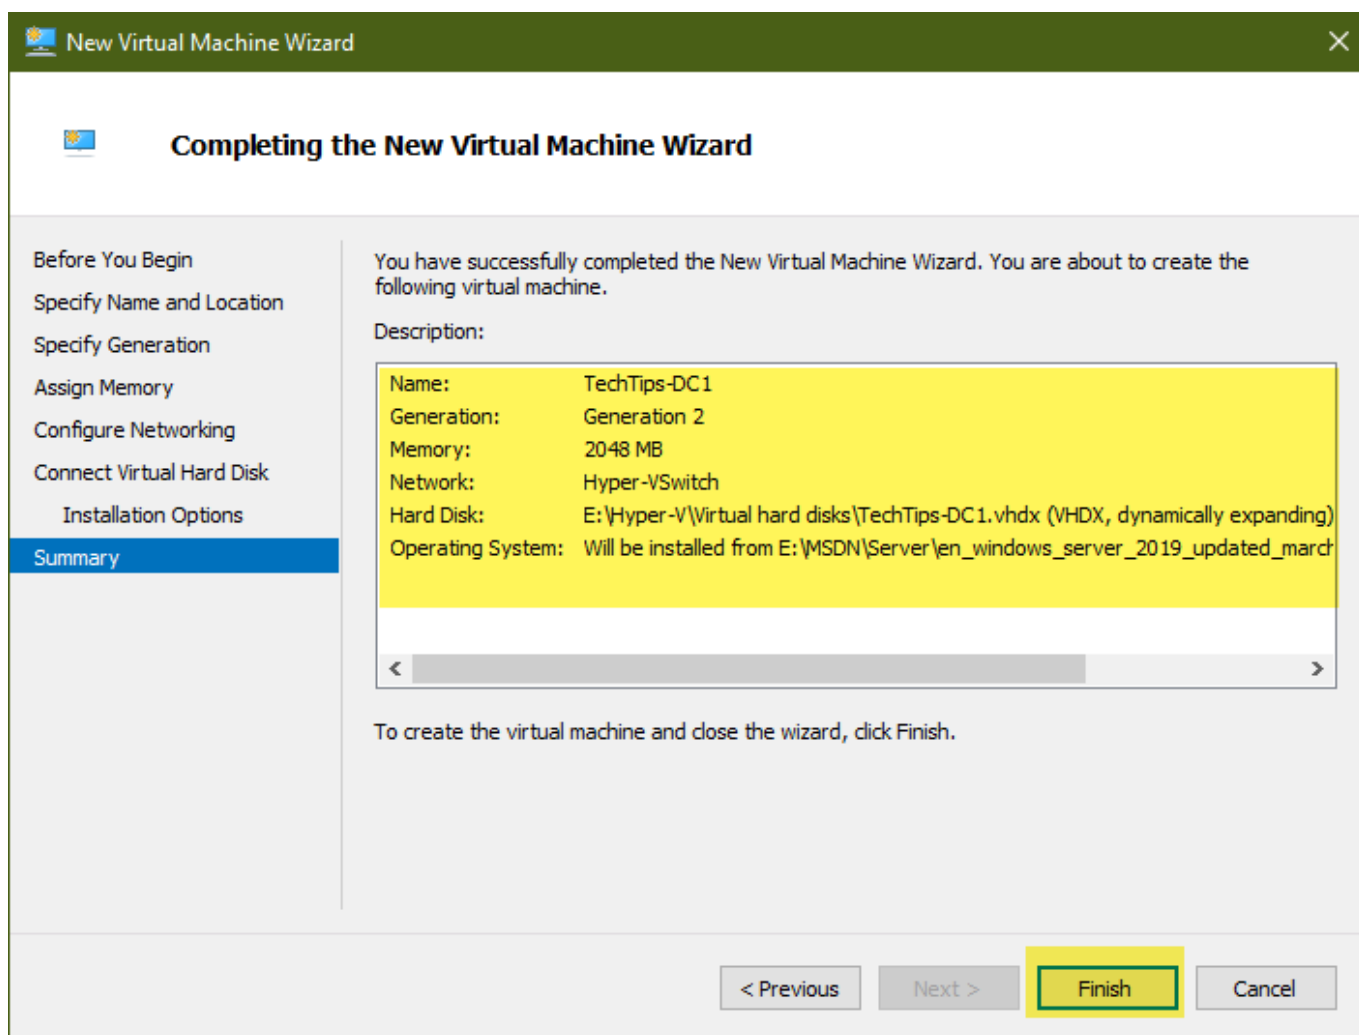 New Virtual Machine Wizard
Completing the New Virtual Machine Wizard
Before You Begin
Specify Name and Location
Specify Generation
Assign Memory
Configure Networking
Connect Virtual Hard Disk
Installation Options
Summary
You have successfully completed the New Virtual Machine Wizard. You are about to create the
following virtual machine.
Description:
Name: TechTips-DC1
Generation: Generation 2
Memory: 2048 MB
Network: Hyper-VSwitch
Hard Disk: E:\Hyper-V\Virtual hard disks\TechTips-DC1.vhdx (VHDX, dynamically expanding)
Operating System: Will be installed from E:\MSDN\Server\en_windows_server_2019_updated_march
To create the virtual machine and close the wizard, click Finish.
< Previous Next > Finish Cancel